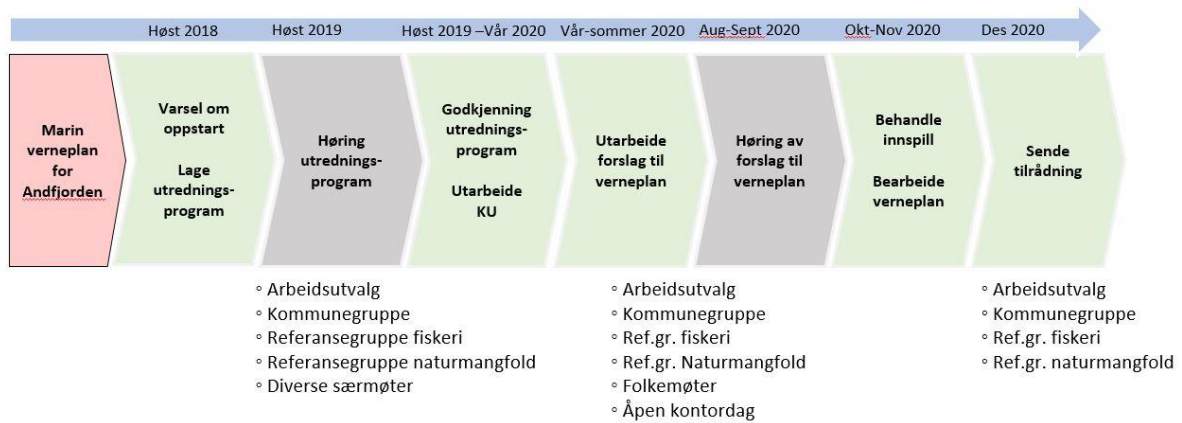 Høst 2018
Høst 2019
Høst 2019 –Vår 2020
Vår-sommer 2020
Aug-Sept 2020
Okt-Nov 2020
Des 2020
Marin
verneplan
for
Andfjorden
Varsel om
oppstart
Lage
utrednings-
program
Høring
utrednings-
program
Godkjenning
utrednings-
program
Utarbeide
KU
Utarbeide
forslag til
verneplan
Høring av
forslag til
verneplan
Behandle
innspill
Bearbeide
verneplan
Sende
tilrådning
◦ Arbeidsutvalg
◦ Kommunegruppe
◦ Referansegruppe fiskeri
◦ Referansegruppe naturmangfold
◦ Diverse særmøter
◦ Arbeidsutvalg
◦ Kommunegruppe
◦ Ref.gr. fiskeri
◦ Ref.gr. Naturmangfold
◦ Folkemøter
◦ Åpen kontordag
◦ Arbeidsutvalg
◦ Kommunegruppe
◦ Ref.gr. fiskeri
◦ Ref.gr. naturmangfold